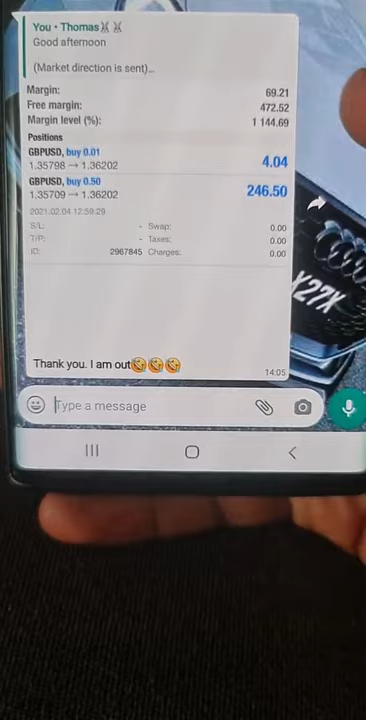 You • Thomas
Good afternoon
(Market direction is sent)...
Margin: 69.21
Free margin: 472.52
Margin level (%): 1 144.69
Positions
GBPUSD, buy 0.01
1.35798 → 1.36202 4.04
GBPUSD, buy 0.50
1.35709 → 1.36202 246.50
2021.02.04 12:59:29
S/L: - Swap: 0.00
T/P: - Taxes: 0.00
ID: 2967845 Charges: 0.00
Thank you. I am out🤣🤣🤣
14:05
Type a message
X27X